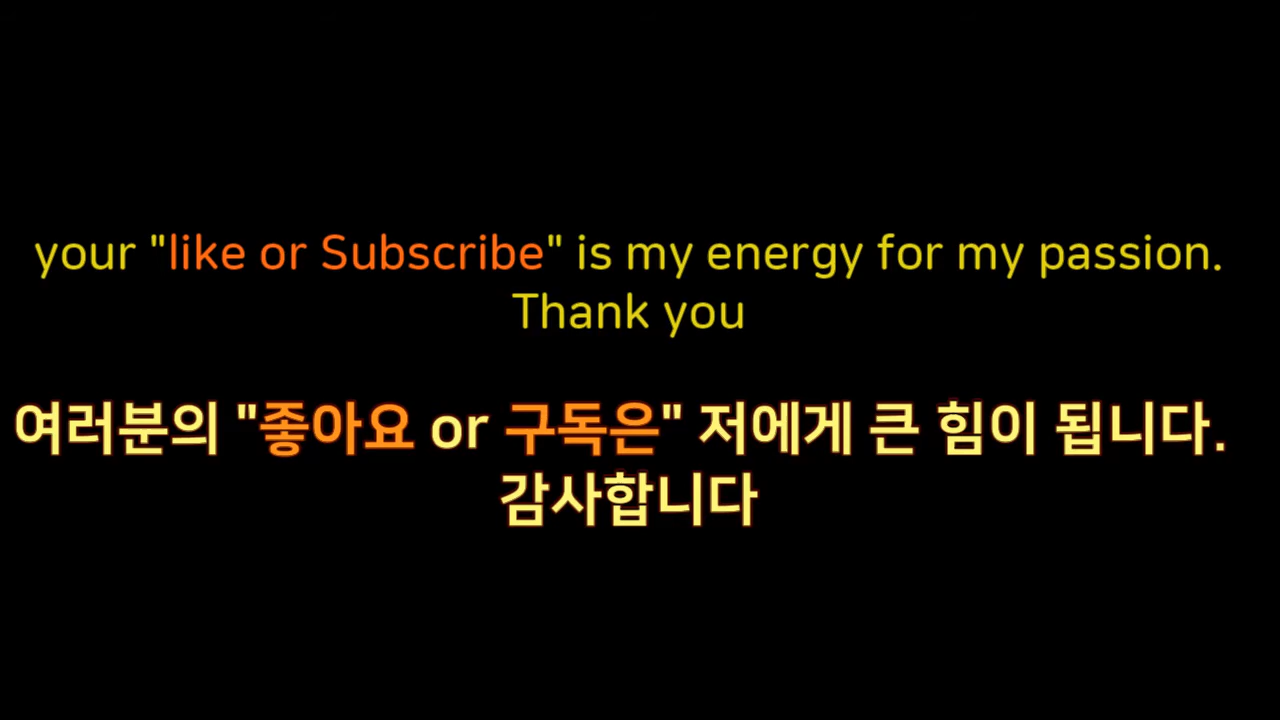 your "like or Subscribe" is my energy for my passion.
Thank you
여러분의 "좋아요 or 구독은" 저에게 큰 힘이 됩니다.
감사합니다